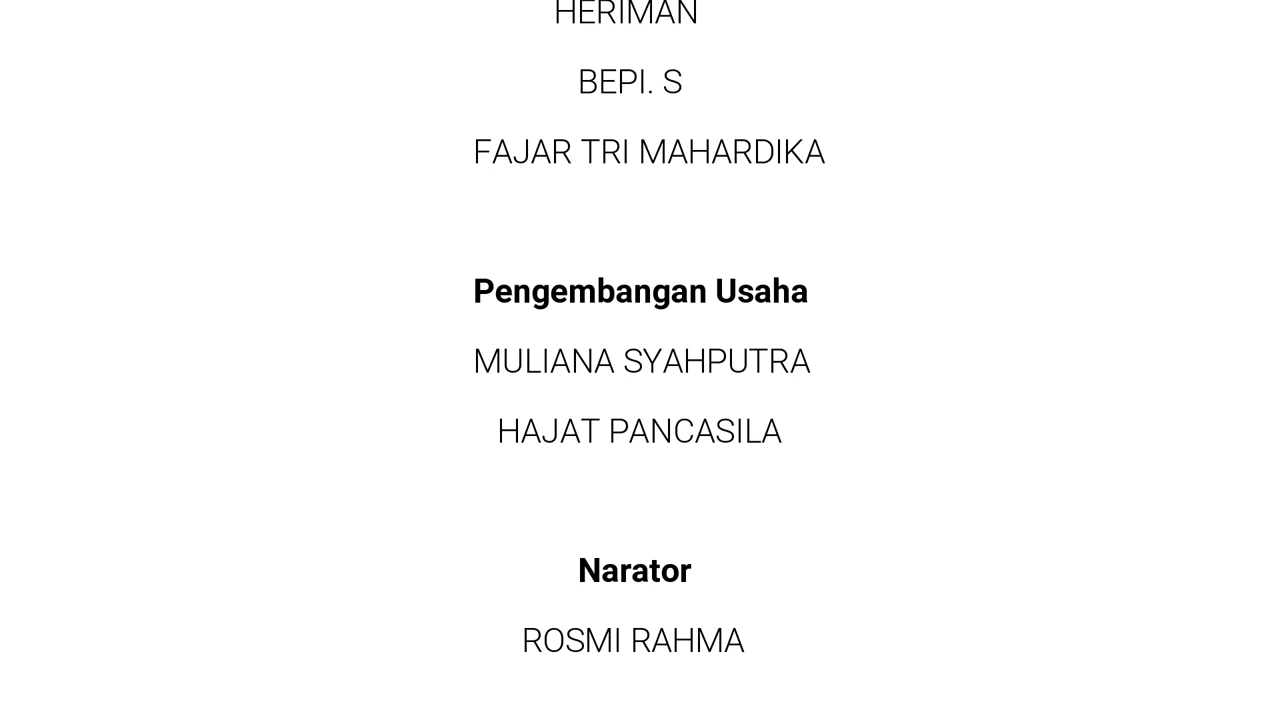 HERIMAN
BEPI. S
FAJAR TRI MAHARDIKA
Pengembangan Usaha
MULIANA SYAHPUTRA
HAJAT PANCASILA
Narator
ROSMI RAHMA